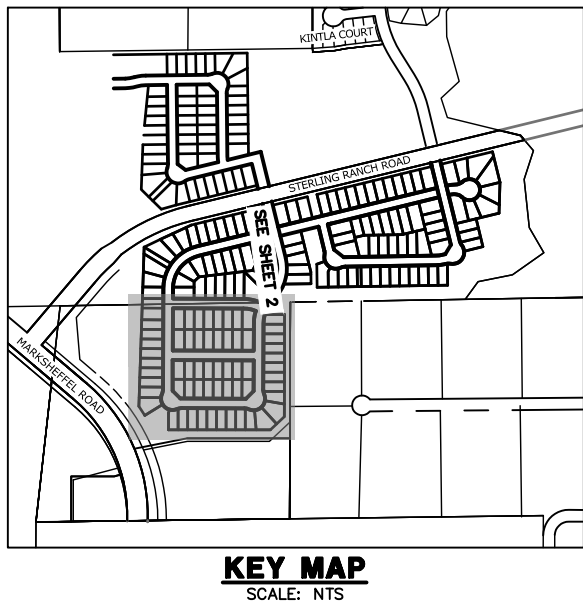 KINTLA COURT
STERLING RANCH ROAD
SEE SHEET 2
MARKSHEFFEL ROAD
KEY MAP
SCALE: NTS